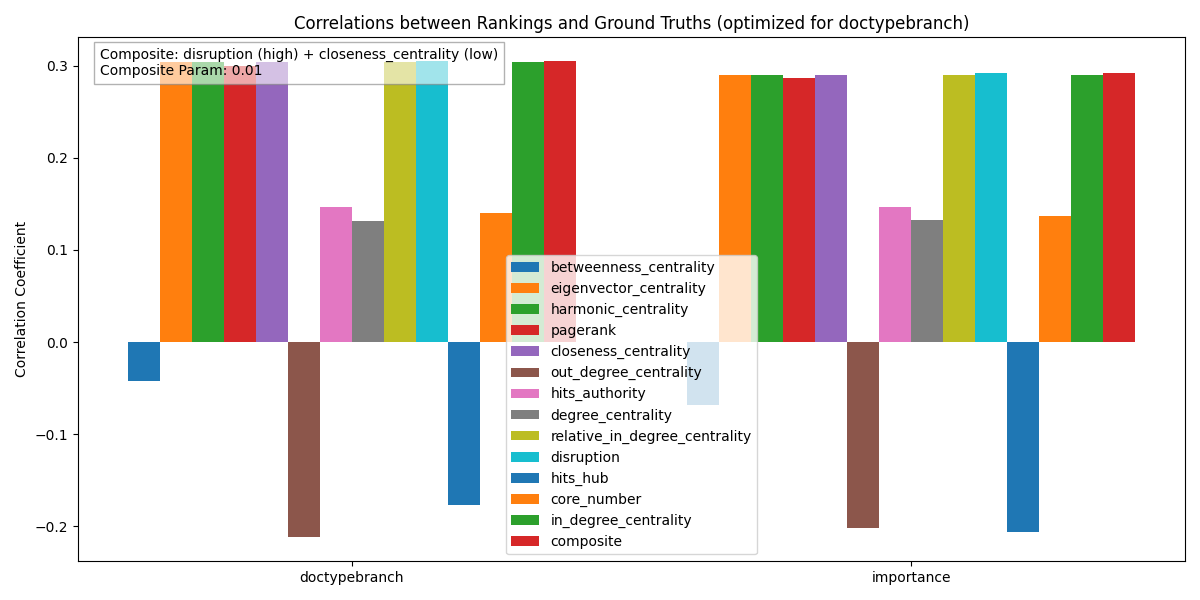 Correlations between Rankings and Ground Truths (optimized for doctypebranch)
Composite: disruption (high) + closeness_centrality (low)
Composite Param: 0.01
Correlation Coefficient
0.3
0.2
0.1
0.0
−0.1
−0.2
betweenness_centrality
eigenvector_centrality
harmonic_centrality
pagerank
closeness_centrality
out_degree_centrality
hits_authority
degree_centrality
relative_in_degree_centrality
disruption
hits_hub
core_number
in_degree_centrality
composite
doctypebranch
importance